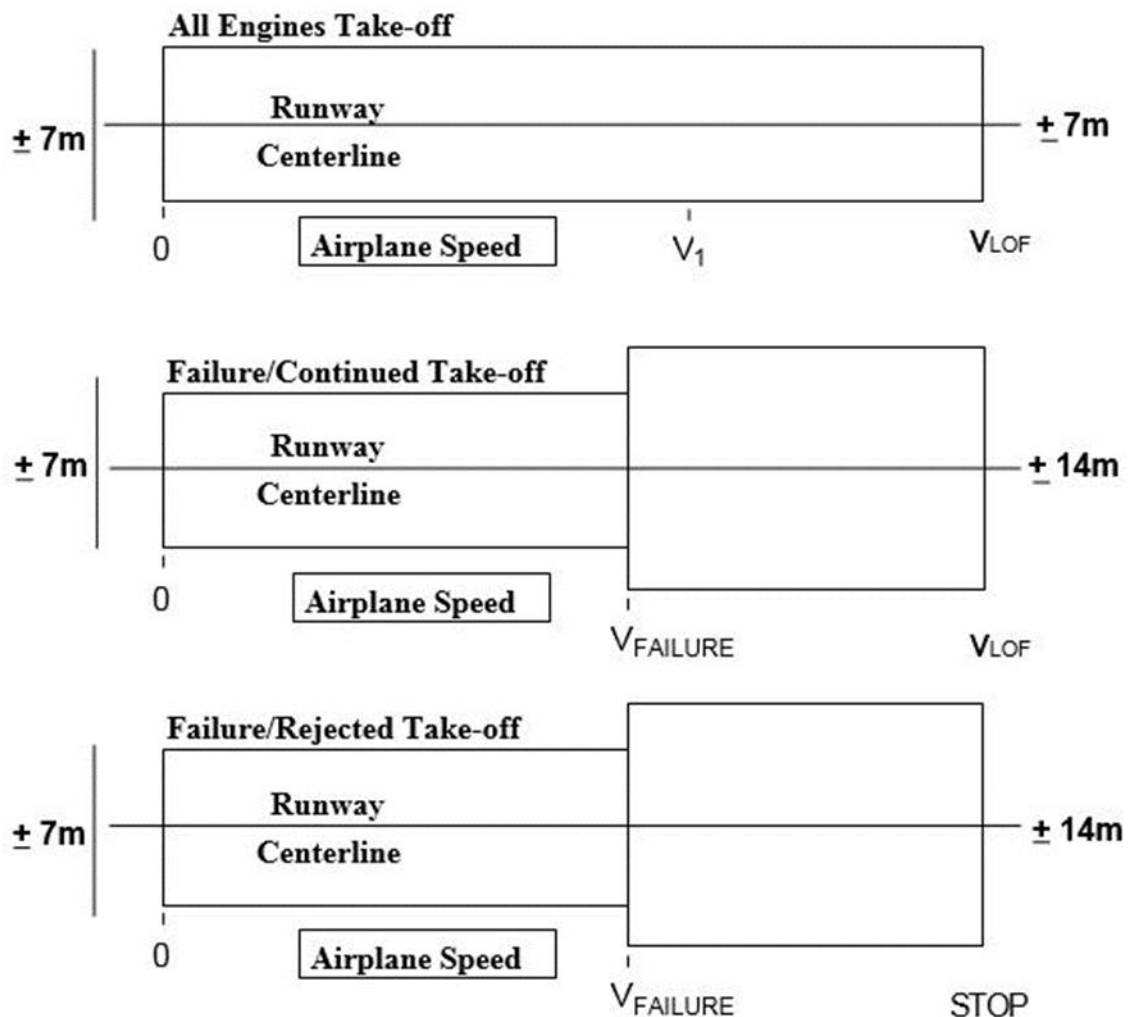 All Engines Take-off
Runway
± 7m
± 7m
Centerline
0
Airplane Speed
V₁
VLOF
Failure/Continued Take-off
Runway
± 7m
± 14m
Centerline
0
Airplane Speed
VFAILURE
VLOF
Failure/Rejected Take-off
Runway
± 7m
± 14m
Centerline
0
Airplane Speed
VFAILURE
STOP